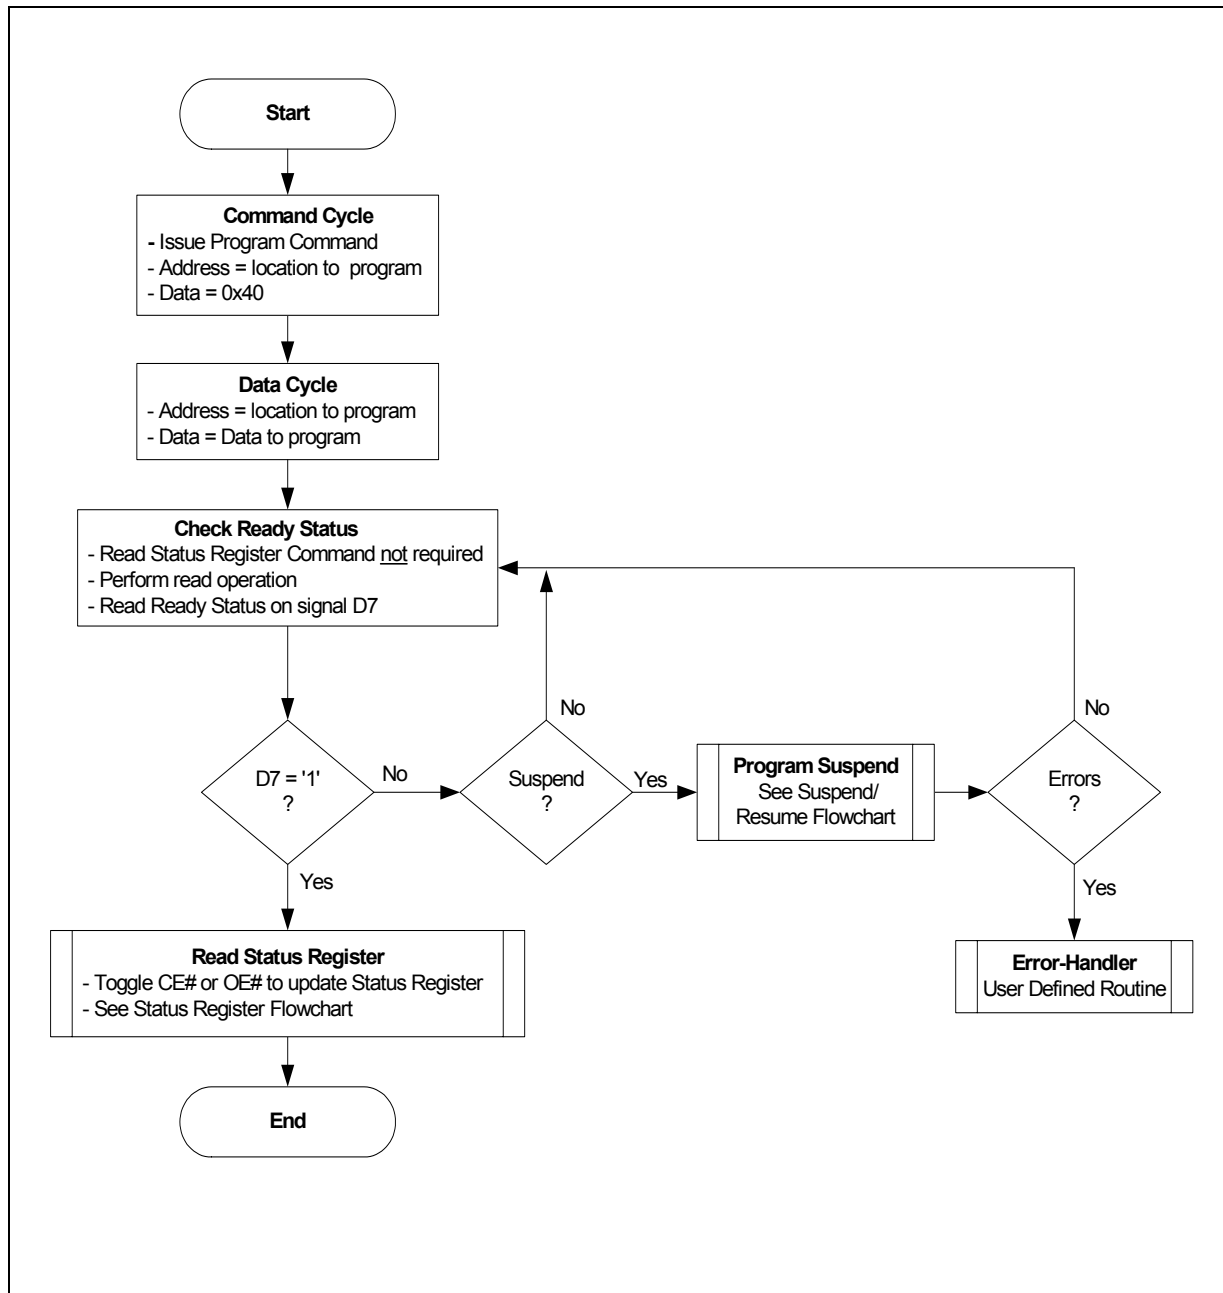 Start
Command Cycle
- Issue Program Command
- Address = location to program
- Data = 0x40
Data Cycle
- Address = location to program
- Data = Data to program
Check Ready Status
- Read Status Register Command not required
- Perform read operation
- Read Ready Status on signal D7
D7 = '1'
?
No
Yes
Suspend
?
No
Yes
Program Suspend
See Suspend/
Resume Flowchart
Errors
?
No
Yes
Error-Handler
User Defined Routine
Read Status Register
- Toggle CE# or OE# to update Status Register
- See Status Register Flowchart
End